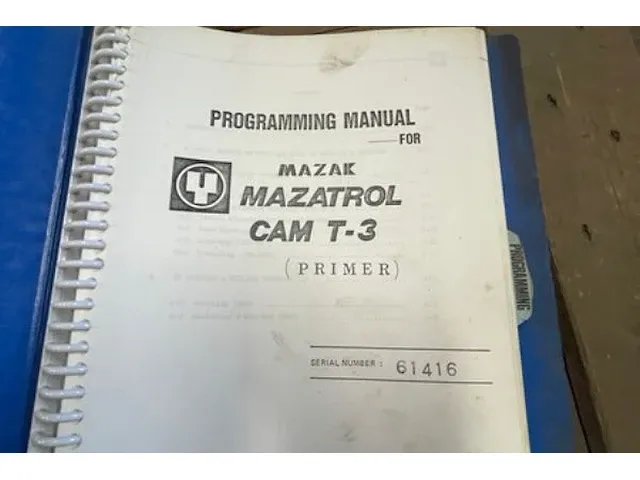 PROGRAMMING MANUAL
FOR
MAZAK
MAZATROL
CAM T-3
(PRIMER)
PROGRAMMING
SERIAL NUMBER : 61416